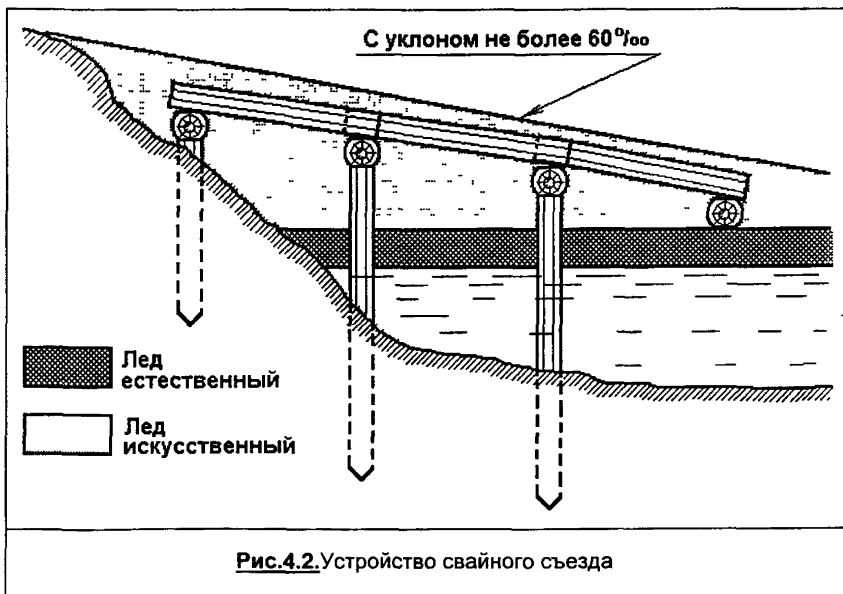 С уклоном не более 60‰
Лед
естественный
Лед
искусственный
Рис.4.2.Устройство свайного съезда